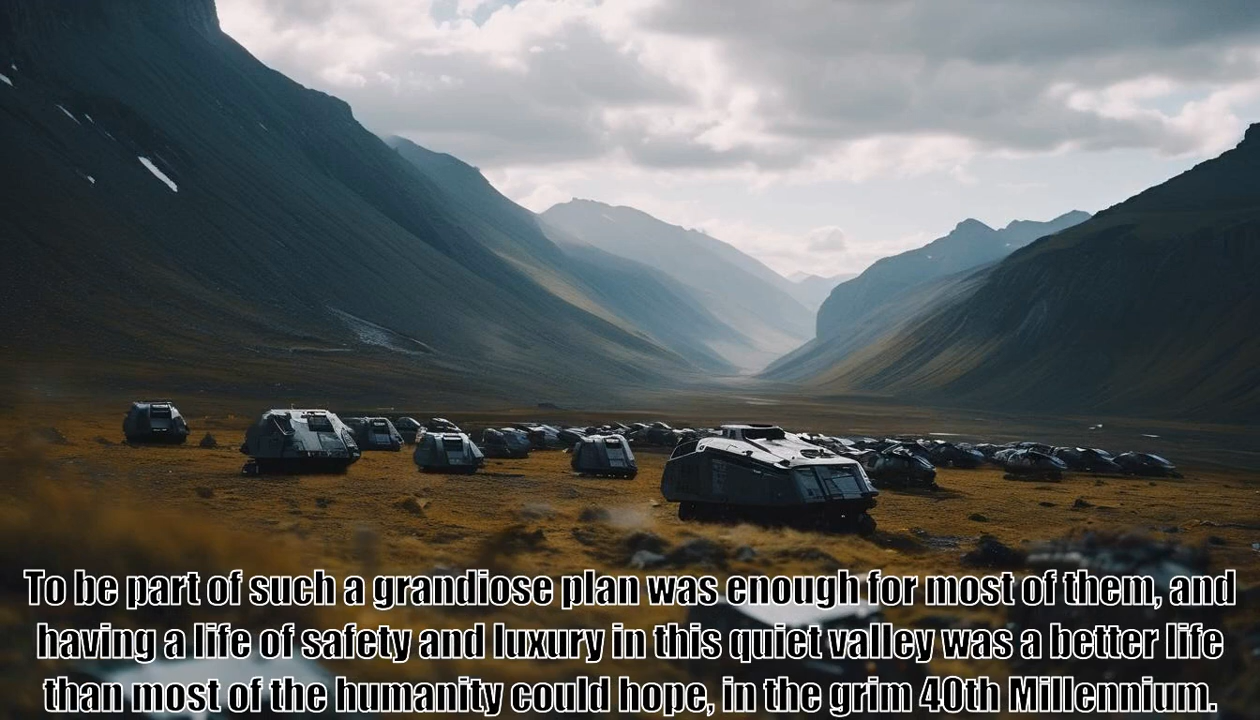 To be part of such a grandiose plan was enough for most of them, and
having a life of safety and luxury in this quiet valley was a better life
than most of the humanity could hope, in the grim 40th Millennium.